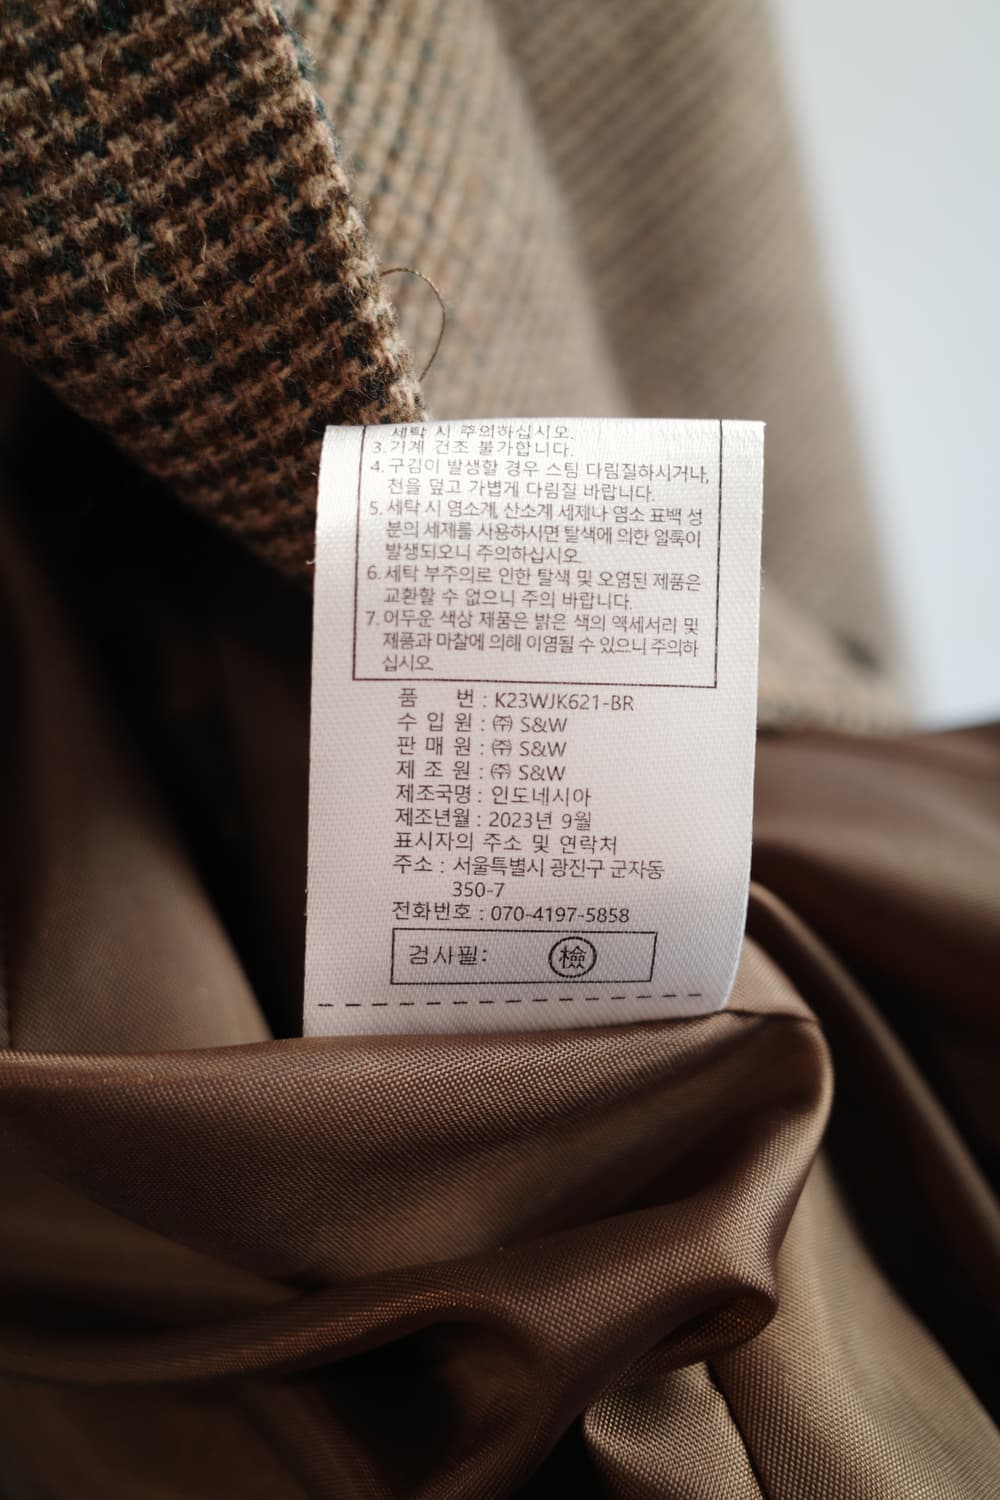 세탁 시 주의하십시오.
3. 기계 건조 불가합니다.
4. 구김이 발생할 경우 스팀 다림질하시거나,
천을 덮고 가볍게 다림질 바랍니다.
5. 세탁 시 염소계, 산소계 세제나 염소 표백 성
분의 세제를 사용하시면 탈색에 의한 얼룩이
발생되오니 주의하십시오.
6. 세탁 부주의로 인한 탈색 및 오염된 제품은
교환할 수 없으니 주의 바랍니다.
7. 어두운 색상 제품은 밝은 색의 액세서리 및
제품과 마찰에 의해 이염될 수 있으니 주의하
십시오.
품 번 : K23WJK621-BR
수 입 원 : ㈜ S&W
판 매 원 : ㈜ S&W
제 조 원 : ㈜ S&W
제조국명 : 인도네시아
제조년월 : 2023년 9월
표시자의 주소 및 연락처
주소 : 서울특별시 광진구 군자동
350-7
전화번호 : 070-4197-5858
검사필: 檢